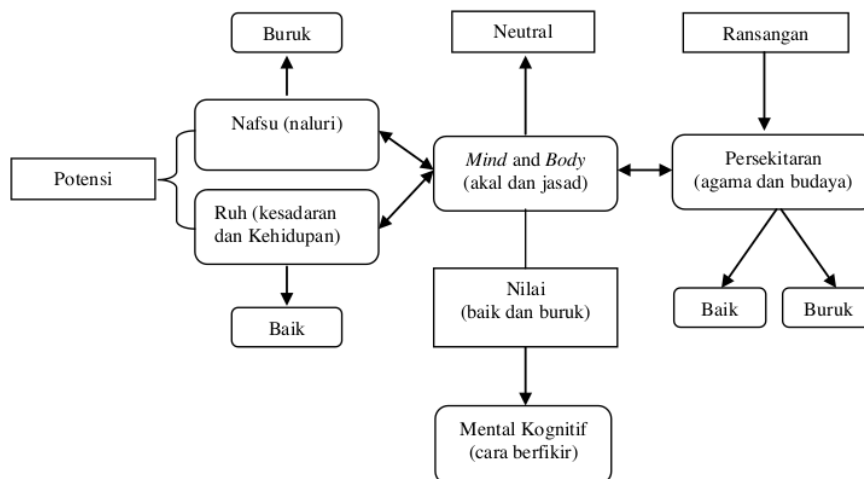 Buruk
Neutral
Ransangan
Nafsu (naluri)
Mind and Body
(akal dan jasad)
Persekitaran
(agama dan budaya)
Potensi
Ruh (kesadaran
dan Kehidupan)
Nilai
(baik dan buruk)
Baik
Buruk
Baik
Mental Kognitif
(cara berfikir)